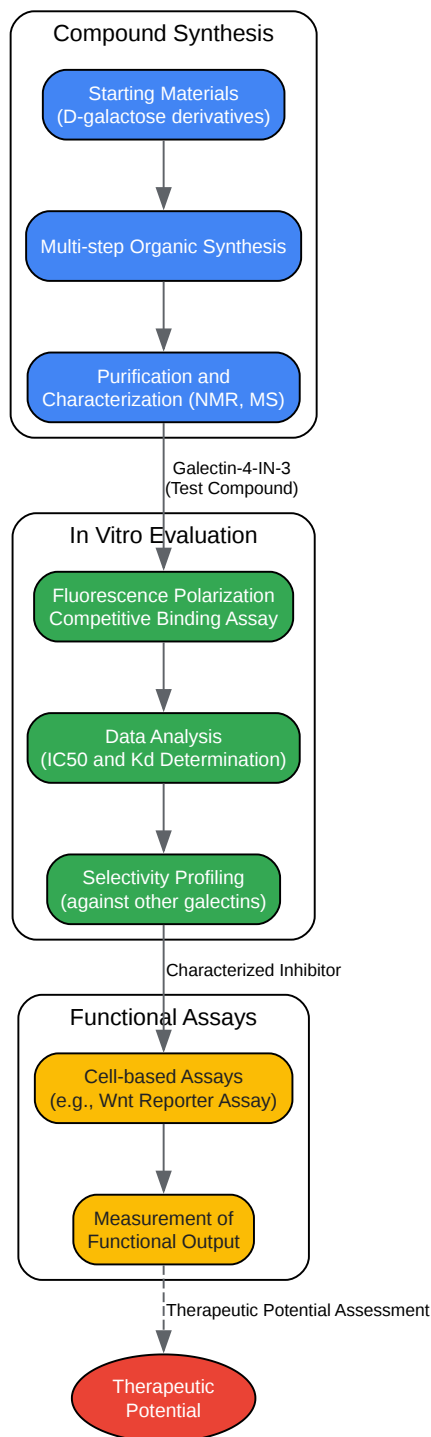 Compound Synthesis
Starting Materials
(D-galactose derivatives)
Multi-step Organic Synthesis
Purification and
Characterization (NMR, MS)
Galectin-4-IN-3
(Test Compound)
In Vitro Evaluation
Fluorescence Polarization
Competitive Binding Assay
Data Analysis
(IC50 and Kd Determination)
Selectivity Profiling
(against other galectins)
Characterized Inhibitor
Functional Assays
Cell-based Assays
(e.g., Wnt Reporter Assay)
Measurement of
Functional Output
Therapeutic Potential Assessment
Therapeutic
Potential